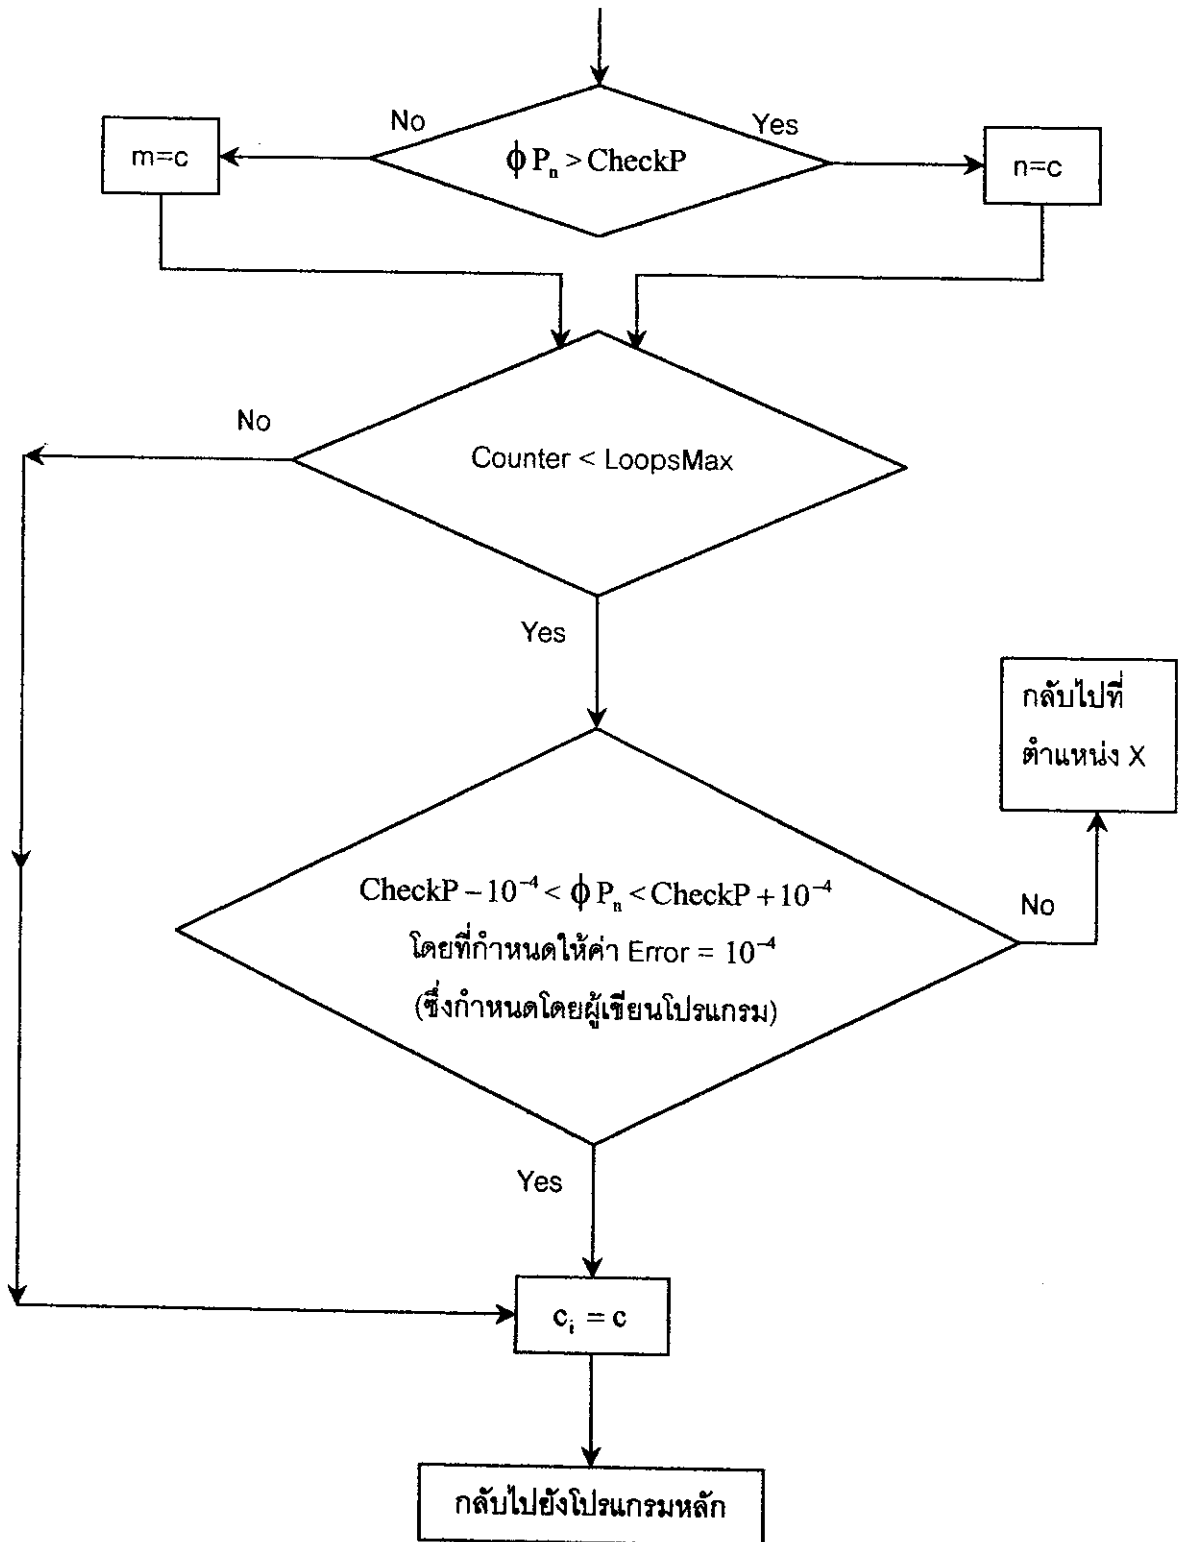 No
Yes
m=c
ϕ Pₙ > CheckP
n=c
No
Counter < LoopsMax
Yes
กลับไปที่
ตำแหน่ง X
CheckP − 10⁻⁴ < ϕ Pₙ < CheckP + 10⁻⁴
No
โดยที่กำหนดให้ค่า Error = 10⁻⁴
(ซึ่งกำหนดโดยผู้เขียนโปรแกรม)
Yes
cᵢ = c
กลับไปยังโปรแกรมหลัก